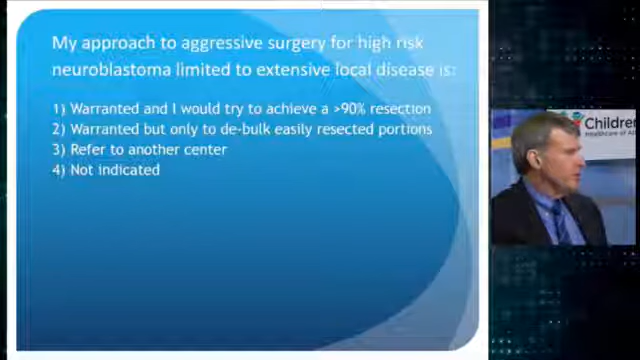 My approach to aggressive surgery for high risk
neuroblastoma limited to extensive local disease is:
1) Warranted and I would try to achieve a >90% resection
2) Warranted but only to de-bulk easily resected portions
3) Refer to another center
4) Not indicated
Children
Healthcare of